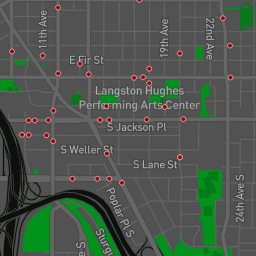 11th Ave
19th Ave
22nd Ave
E Fir St
Langston Hughes
Performing Arts Center
S Jackson Pl
S Weller St
S Lane St
24th Ave S
Poplar Pl S